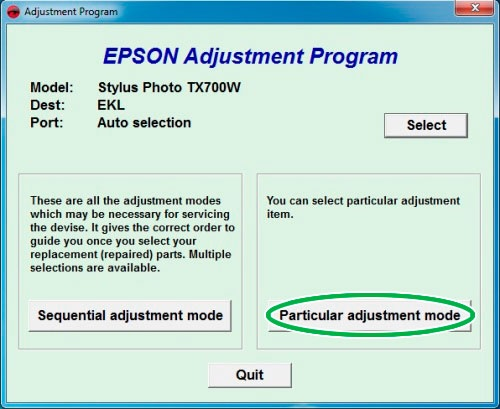 Adjustment Program
EPSON Adjustment Program
Model: Stylus Photo TX700W
Dest: EKL
Port: Auto selection
Select
These are all the adjustment modes
which may be necessary for servicing
the devise. It gives the correct order to
guide you once you select your
replacement (repaired) parts. Multiple
selections are available.
Sequential adjustment mode
You can select particular adjustment
item.
Particular adjustment mode
Quit